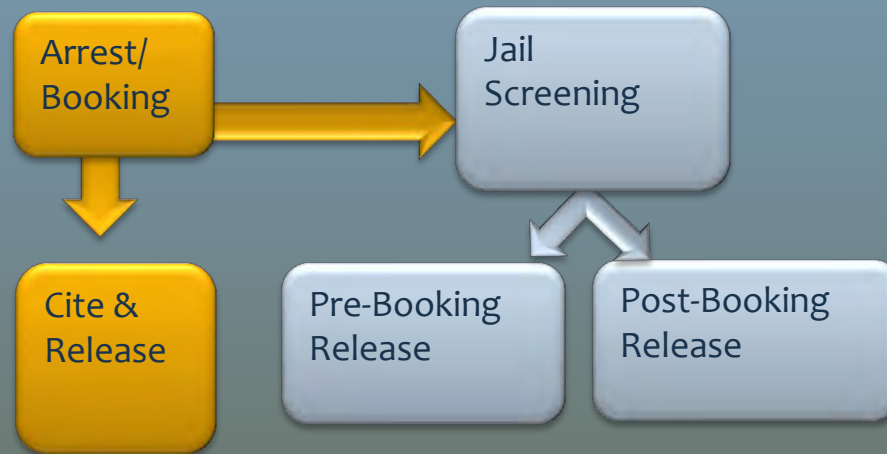 Arrest/
Booking
Jail
Screening
Cite &
Release
Pre-Booking
Release
Post-Booking
Release